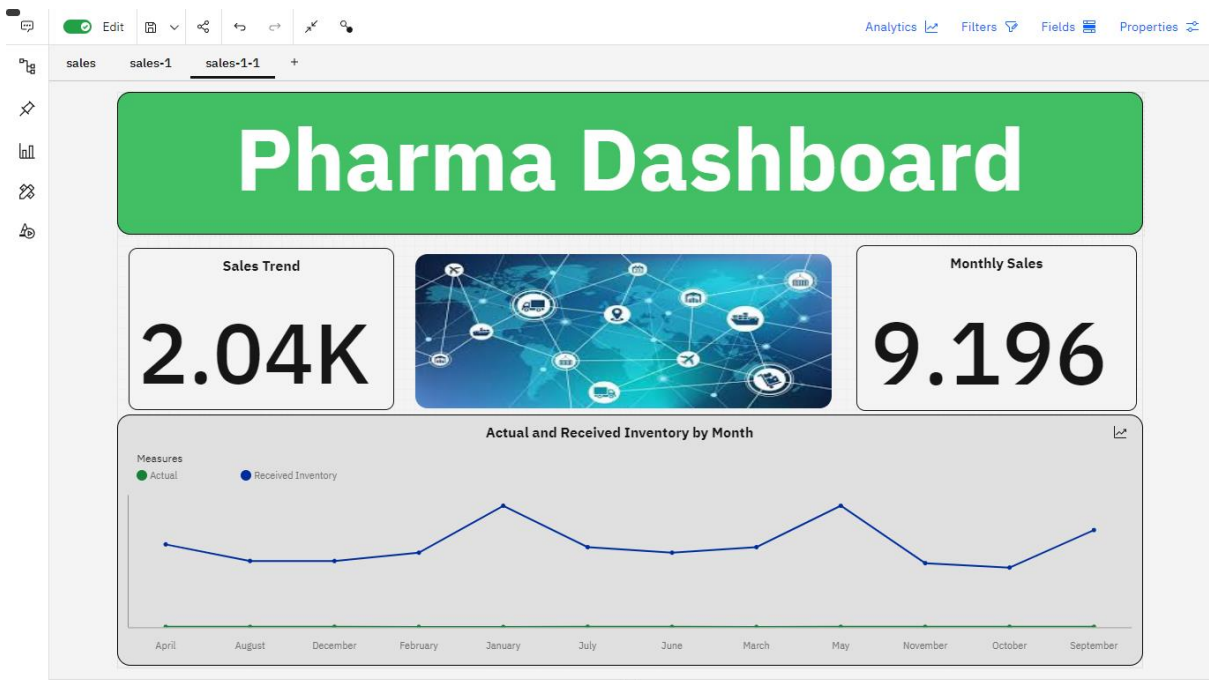 Edit
Analytics
Filters
Fields
Properties
sales
sales-1
sales-1-1
+
Pharma Dashboard
Sales Trend
2.04K
Monthly Sales
9.196
Actual and Received Inventory by Month
Measures
Actual
Received Inventory
April
August
December
February
January
July
June
March
May
November
October
September